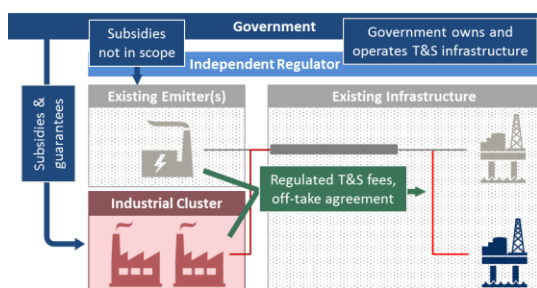 Government
Subsidies
not in scope
Government owns and
operates T&S infrastructure
Independent Regulator
Subsidies &
guarantees
Existing Emitter(s)
Existing Infrastructure
Regulated T&S fees,
off-take agreement
Industrial Cluster